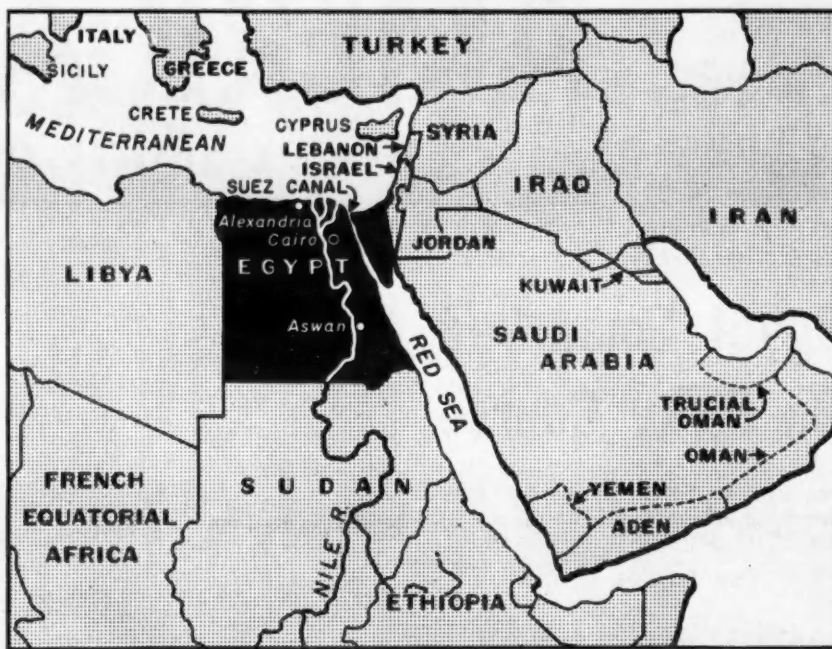 ITALY
TURKEY
SICILY
GREECE
CRETE
CYPRUS
SYRIA
MEDITERRANEAN
LEBANON
ISRAEL
SUEZ CANAL
IRAQ
IRAN
Alexandria
Cairo
JORDAN
LIBYA
EGYPT
KUWAIT
Aswan
SAUDI
ARABIA
RED SEA
TRUCIAL
OMAN
OMAN
FRENCH
EQUATORIAL
AFRICA
SUDAN
YEMEN
ADEN
NILE R.
ETHIOPIA